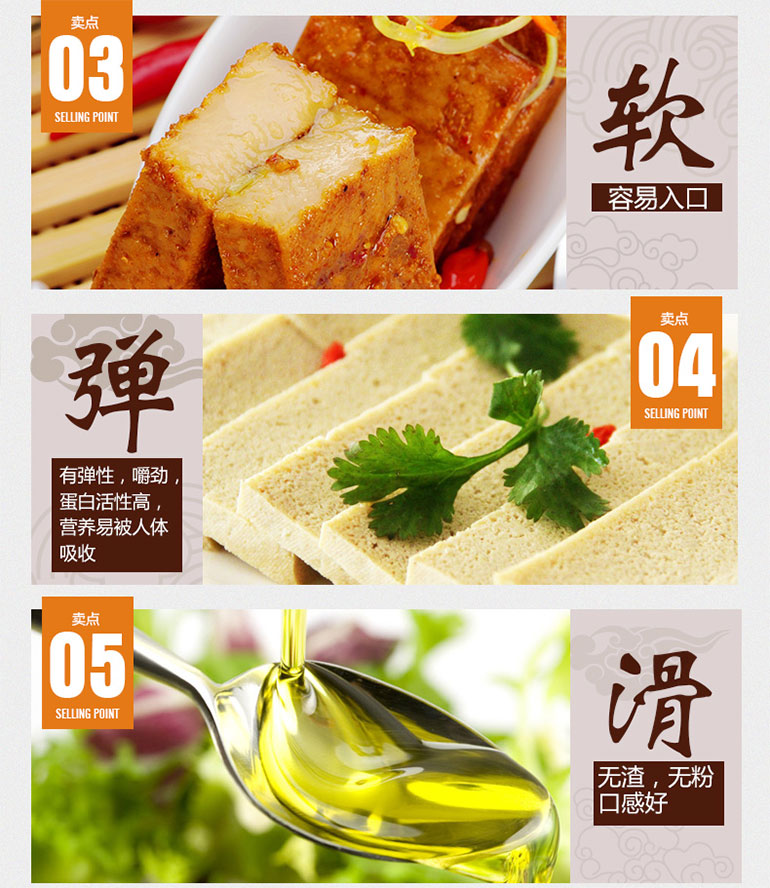 卖点
03
SELLING POINT
软
容易入口
弹
有弹性，嚼劲，
蛋白活性高，
营养易被人体
吸收
卖点
04
SELLING POINT
卖点
05
SELLING POINT
滑
无渣，无粉
口感好